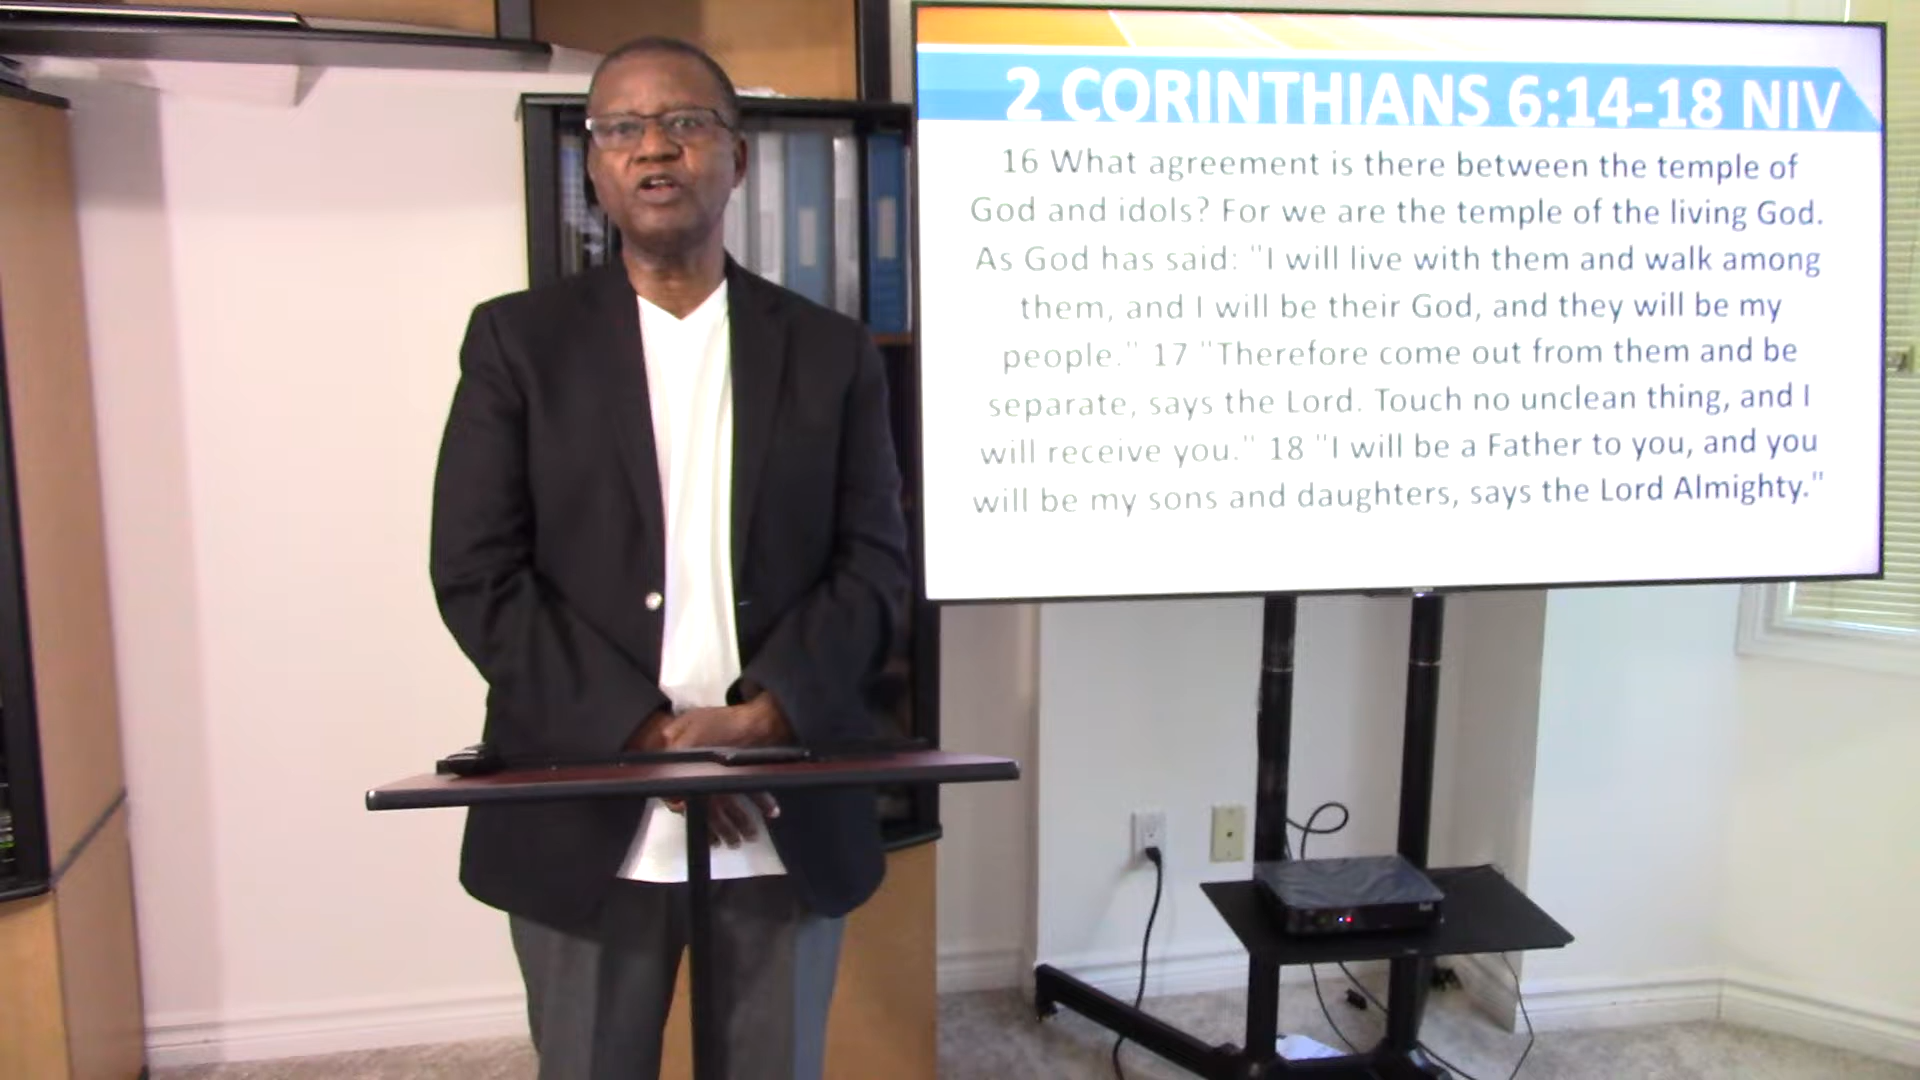 2 CORINTHIANS 6:14-18 NIV
16 What agreement is there between the temple of
God and idols? For we are the temple of the living God.
As God has said: "I will live with them and walk among
them, and I will be their God, and they will be my
people." 17 "Therefore come out from them and be
separate, says the Lord. Touch no unclean thing, and I
will receive you." 18 "I will be a Father to you, and you
will be my sons and daughters, says the Lord Almighty."